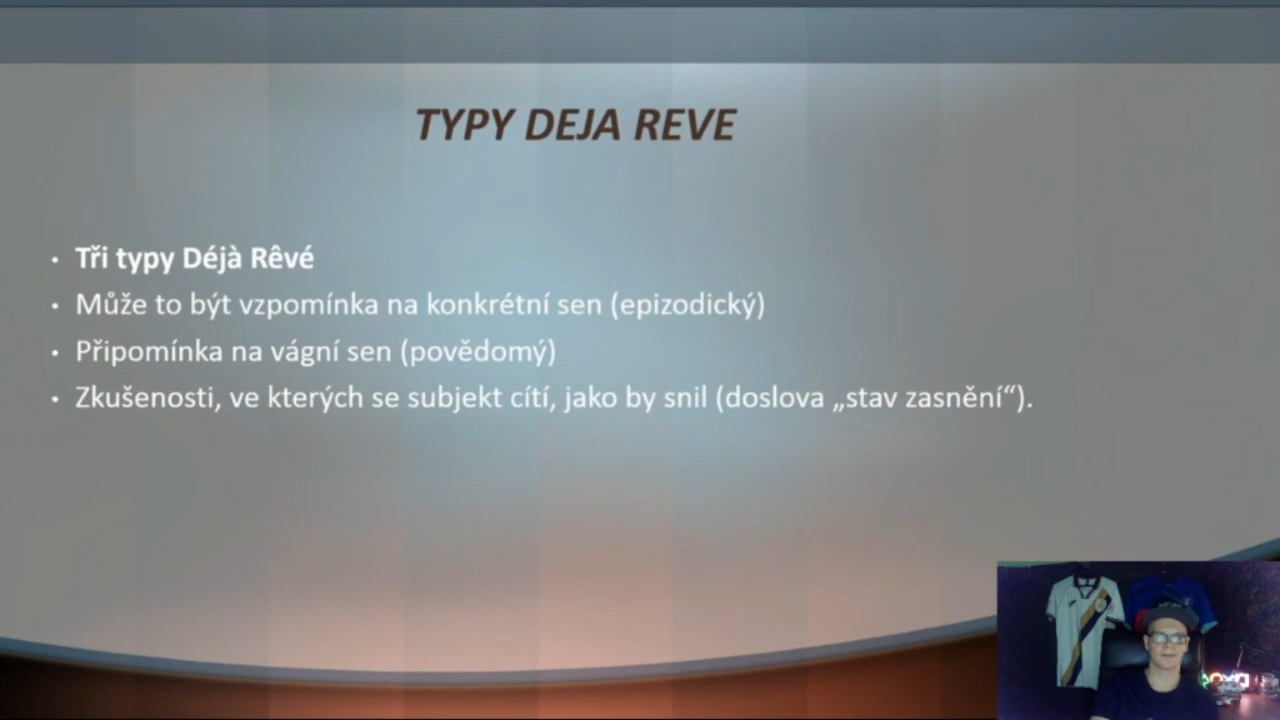 TYPY DEJA REVE
Tři typy Déjà Rêvé
Může to být vzpomínka na konkrétní sen (epizodický)
Připomínka na vágní sen (povědomý)
Zkušenosti, ve kterých se subjekt cítí, jako by snil (doslova „stav zasnění“).